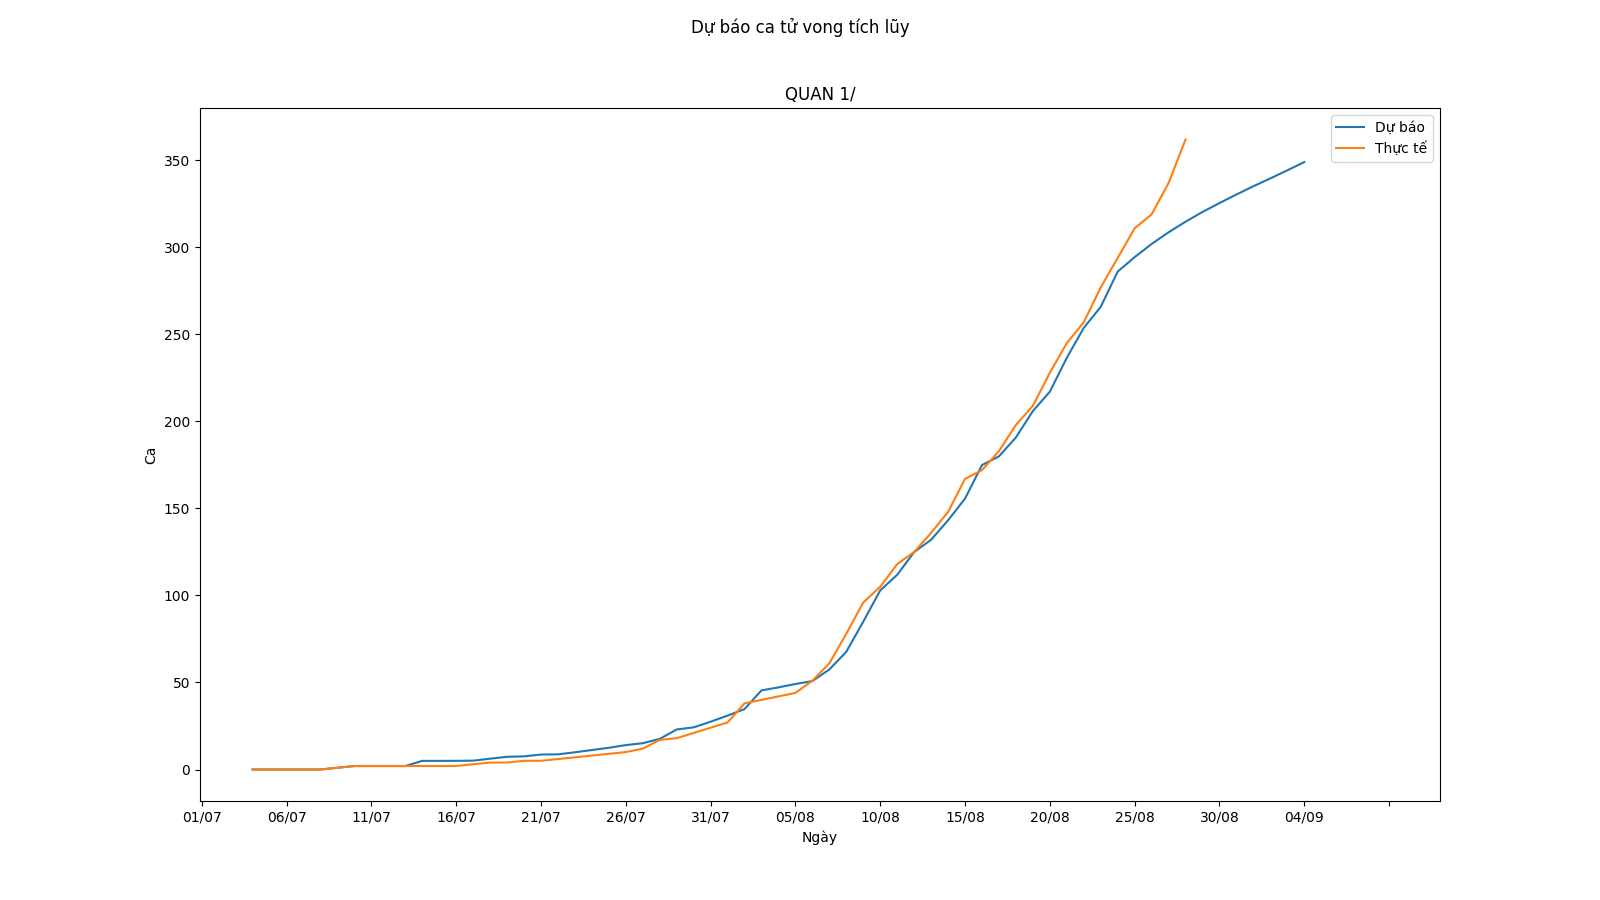 Dự báo ca tử vong tích lũy
QUAN 1/
Dự báo
Thực tế
350
300
250
200
150
100
50
0
Ca
01/07 06/07 11/07 16/07 21/07 26/07 31/07 05/08 10/08 15/08 20/08 25/08 30/08 04/09
Ngày